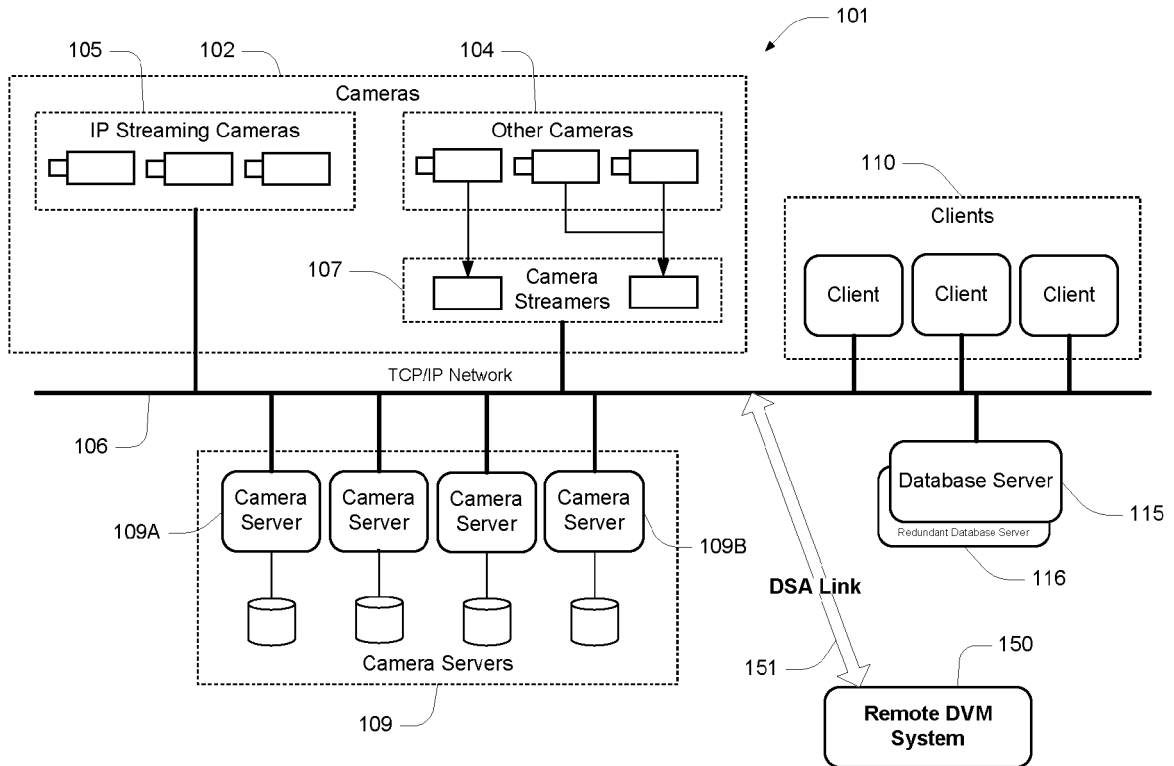 101
105
102
104
Cameras
IP Streaming Cameras
Other Cameras
110
Clients
107
Camera
Streamers
Client
Client
Client
TCP/IP Network
106
Camera
Server
Camera
Server
Camera
Server
Camera
Server
109A
109B
Database Server
115
Redundant Database Server
116
DSA Link
Camera Servers
151
150
109
Remote DVM
System